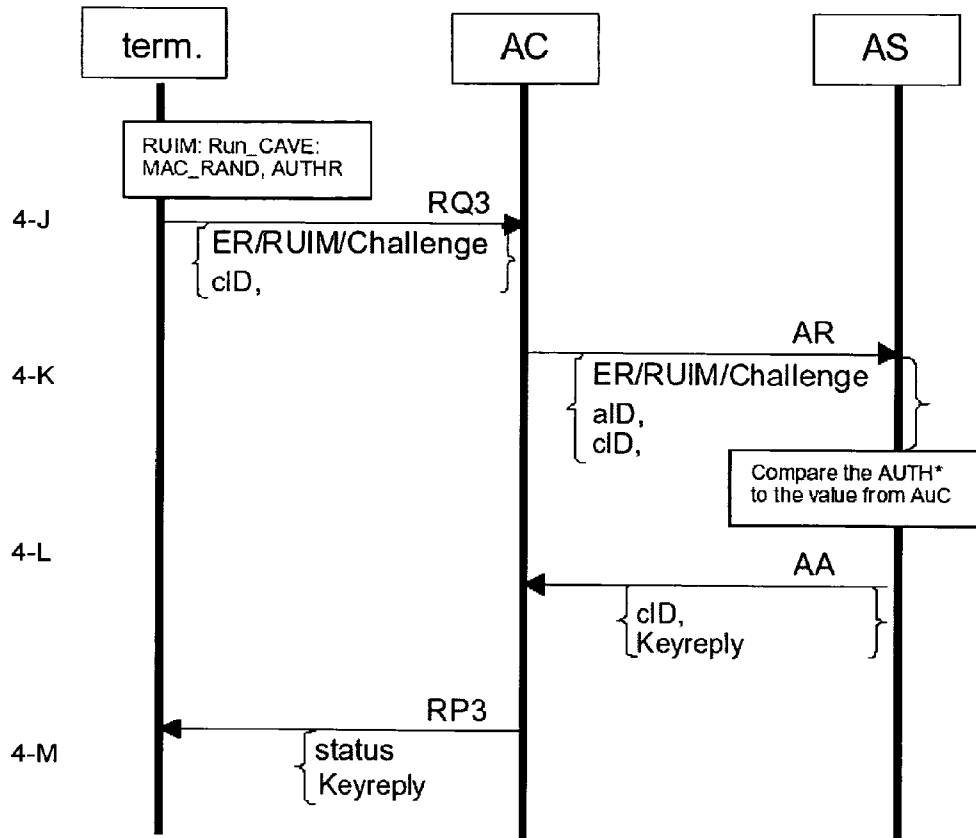 term.
AC
AS
RUIM: Run_CAVE:
MAC_RAND, AUTHR
4-J
RQ3
ER/RUIM/Challenge
cID,
AR
4-K
ER/RUIM/Challenge
aID,
cID,
Compare the AUTH*
to the value from AuC
4-L
AA
cID,
Keyreply
RP3
4-M
status
Keyreply